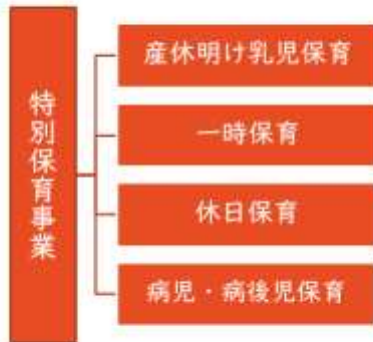 特別保育事業
産休明け乳児保育
一時保育
休日保育
病児・病後児保育